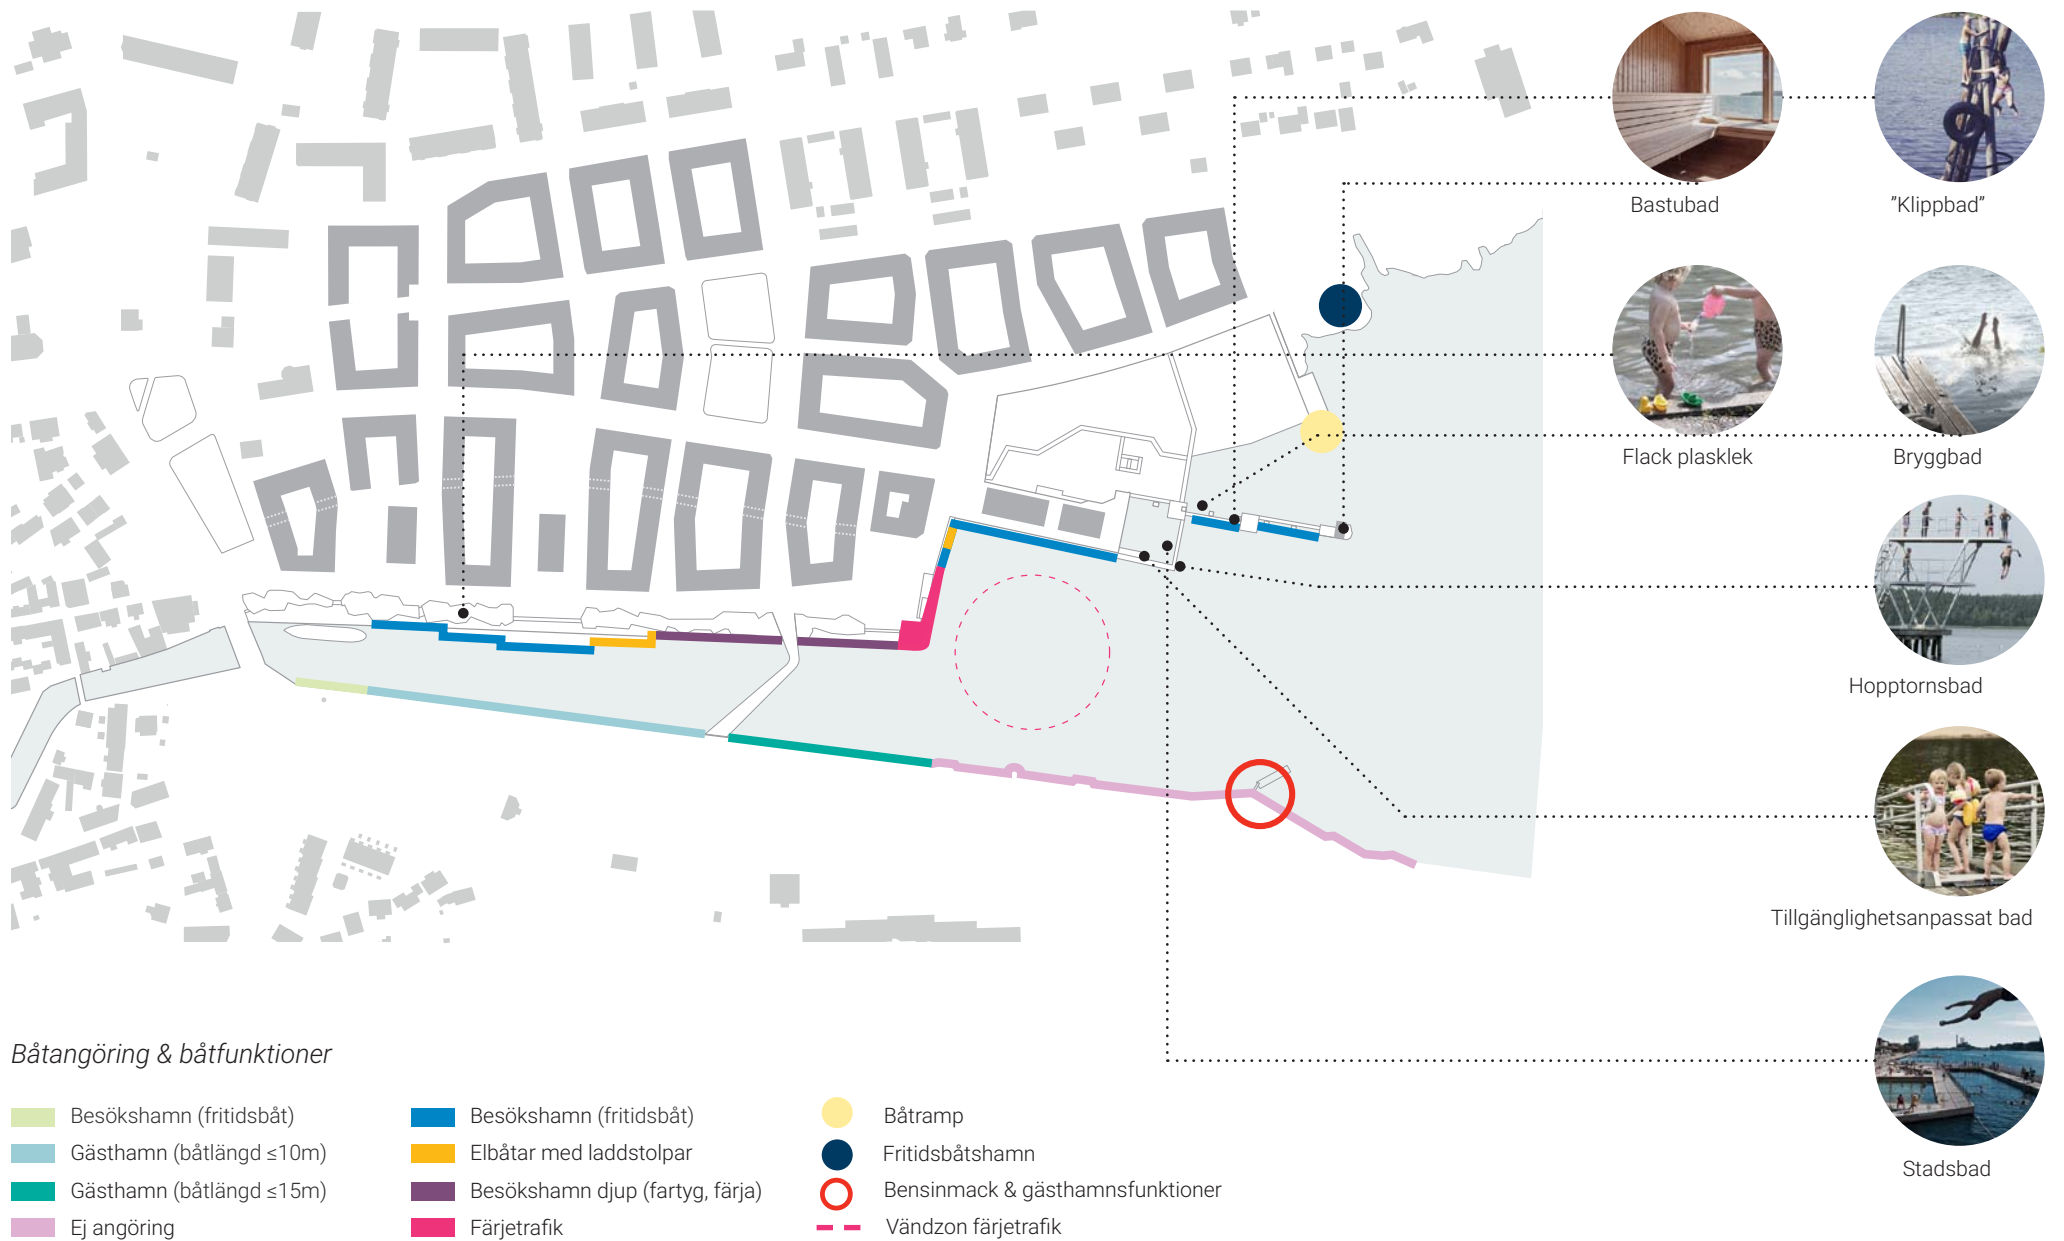 Bastubad
”Klippbad”
Flack plasklek
Bryggbad
Hopptornsbad
Tillgänglighetsanpassat bad
Stadsbad
Båtangöring & båtfunktioner
Besökshamn (fritidsbåt)
Gästhamn (båtlängd ≤10m)
Gästhamn (båtlängd ≤15m)
Ej angöring
Besökshamn (fritidsbåt)
Elbåtar med laddstolpar
Besökshamn djup (fartyg, färja)
Färjetrafik
Båtramp
Fritidsbåtshamn
Bensinmack & gästhamnsfunktioner
Vändzon färjetrafik